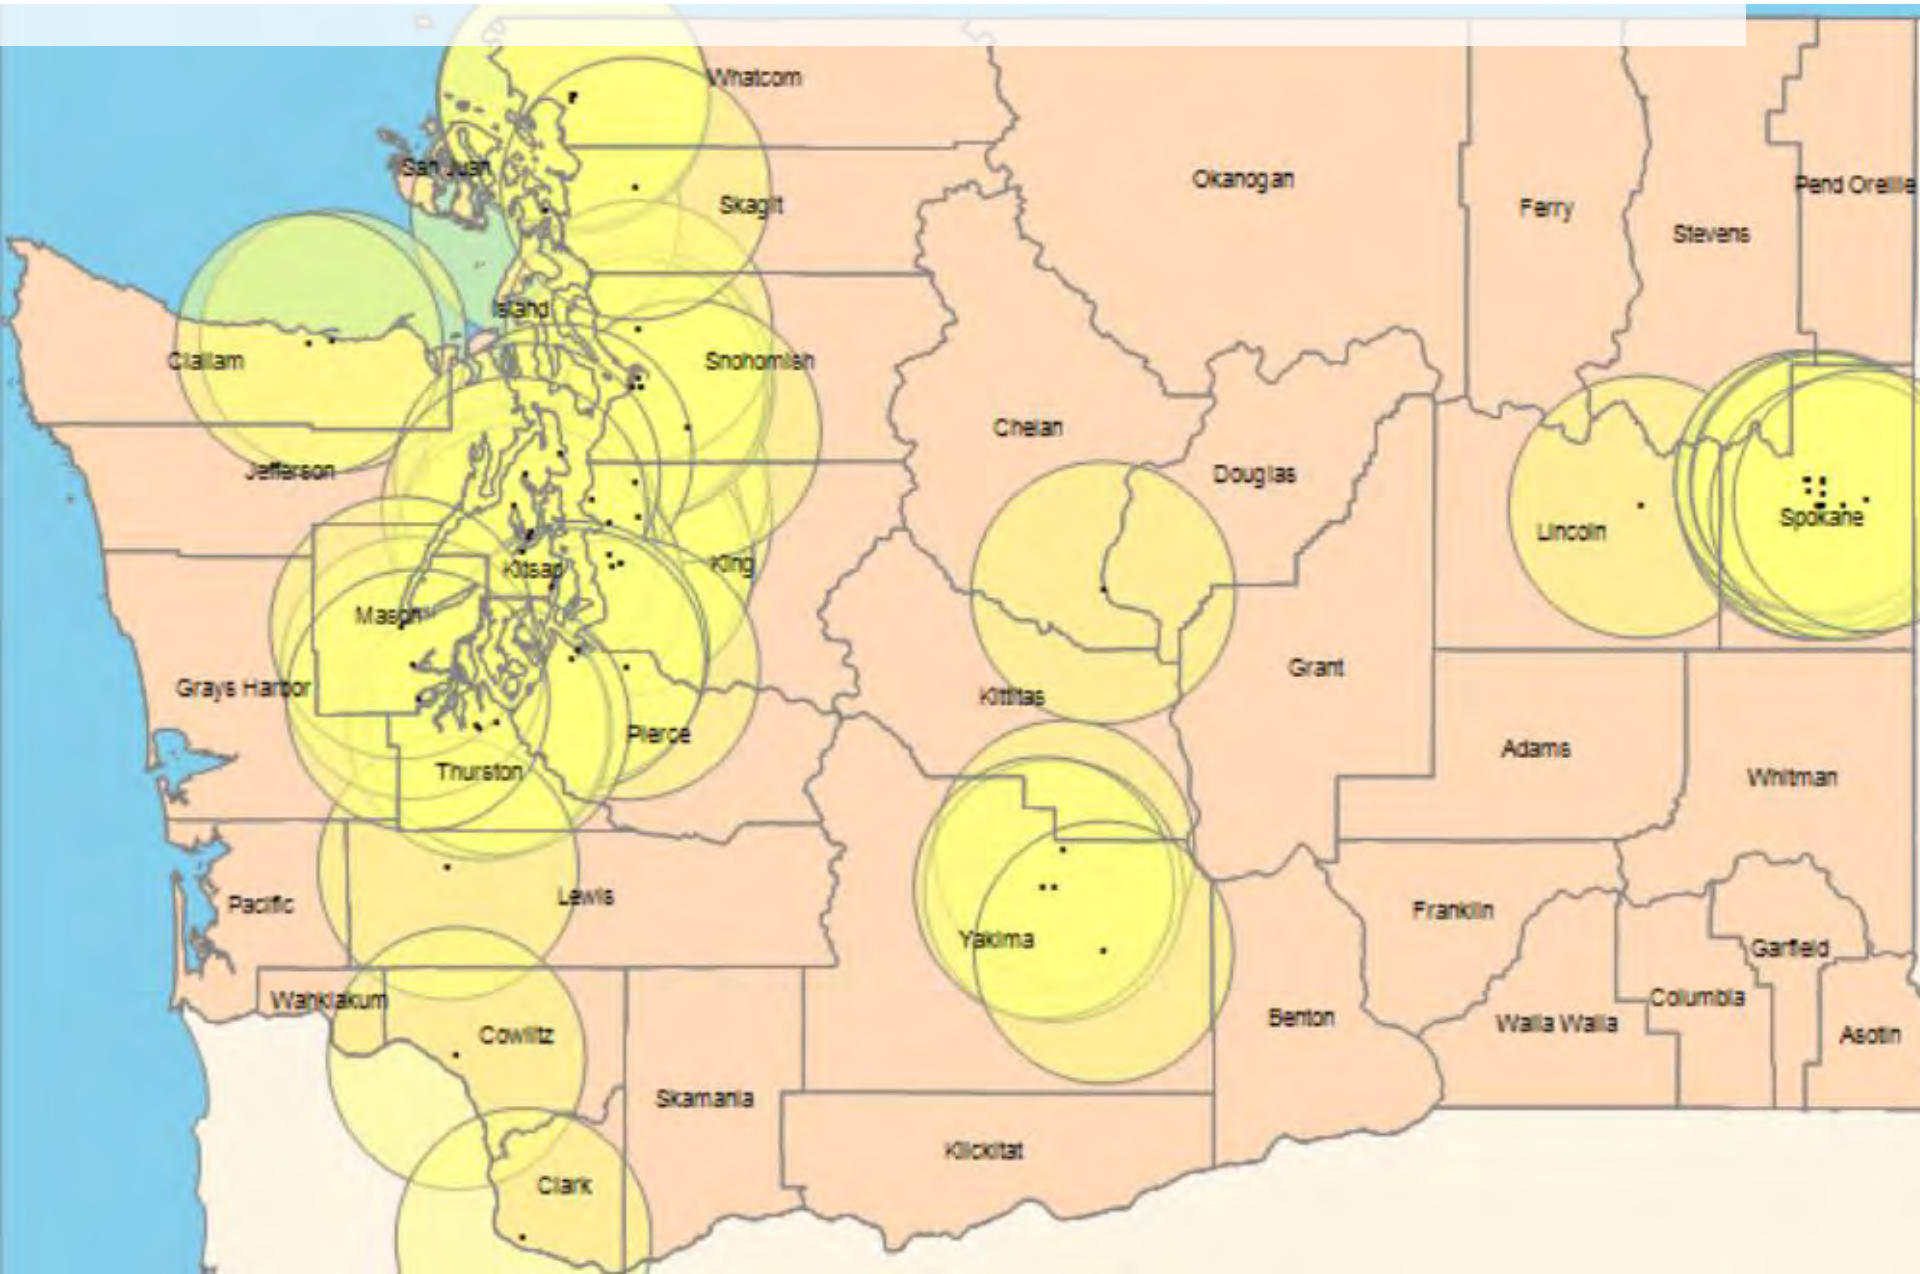 Whatcom
San Juan
Skagit
Okanogan
Ferry
Stevens
Pend Oreille
Island
Clallam
Snohomish
Chelan
Douglas
Jefferson
Lincoln
Spokane
King
Kitsap
Mason
Grays Harbor
Kittitas
Grant
Pierce
Thurston
Adams
Whitman
Pacific
Lewis
Yakima
Franklin
Garfield
Wahkiakum
Cowlitz
Benton
Walla Walla
Columbia
Asotin
Skamania
Klickitat
Clark